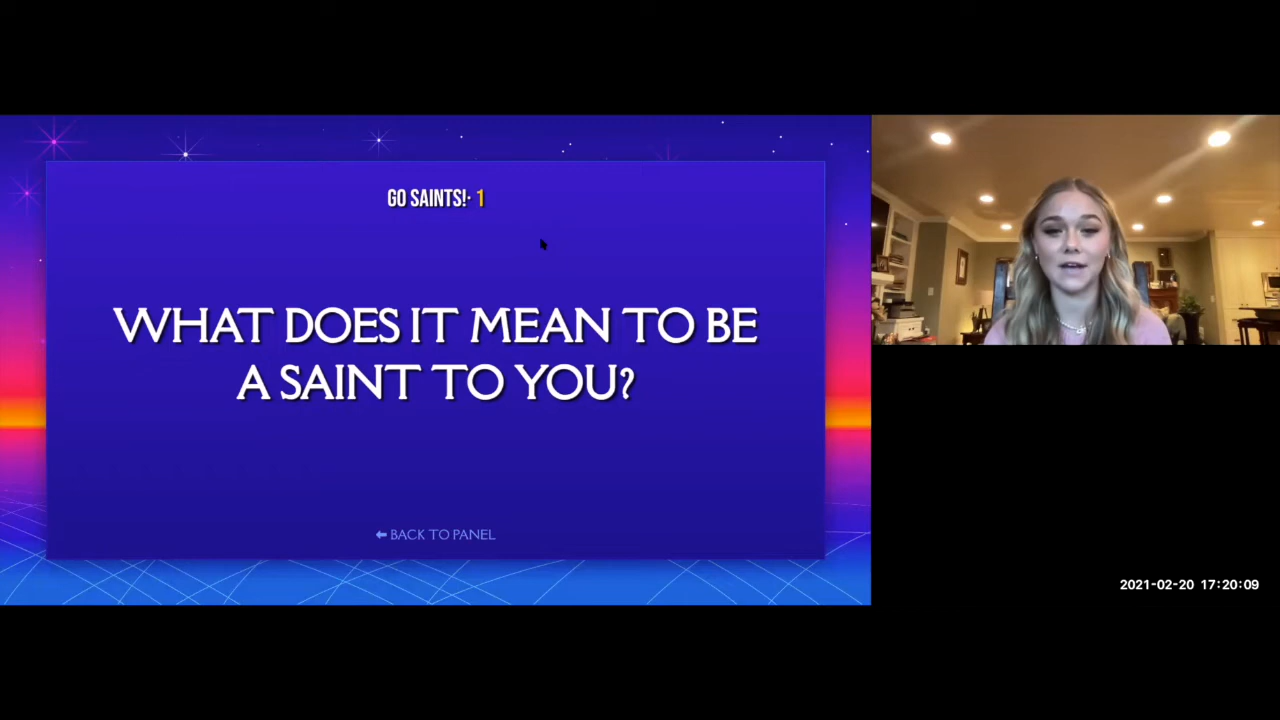 GO SAINTS!· 1
WHAT DOES IT MEAN TO BE
A SAINT TO YOU?
BACK TO PANEL
2021-02-20 17:20:09